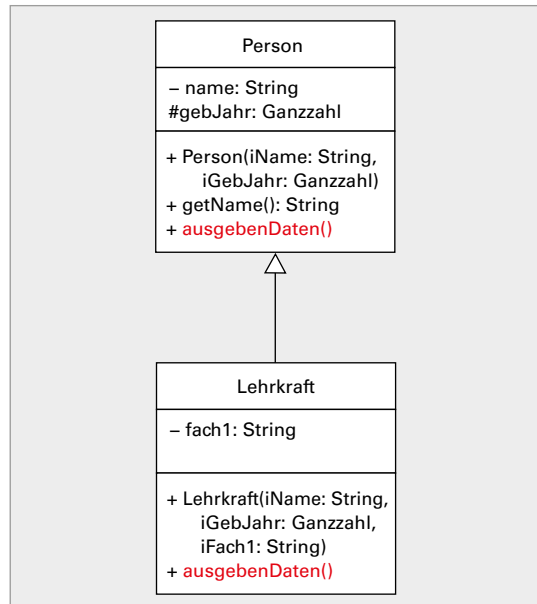 Person
– name: String
#gebJahr: Ganzzahl
+ Person(iName: String,
iGebJahr: Ganzzahl)
+ getName(): String
+ ausgebenDaten()
Lehrkraft
– fach1: String
+ Lehrkraft(iName: String,
iGebJahr: Ganzzahl,
iFach1: String)
+ ausgebenDaten()